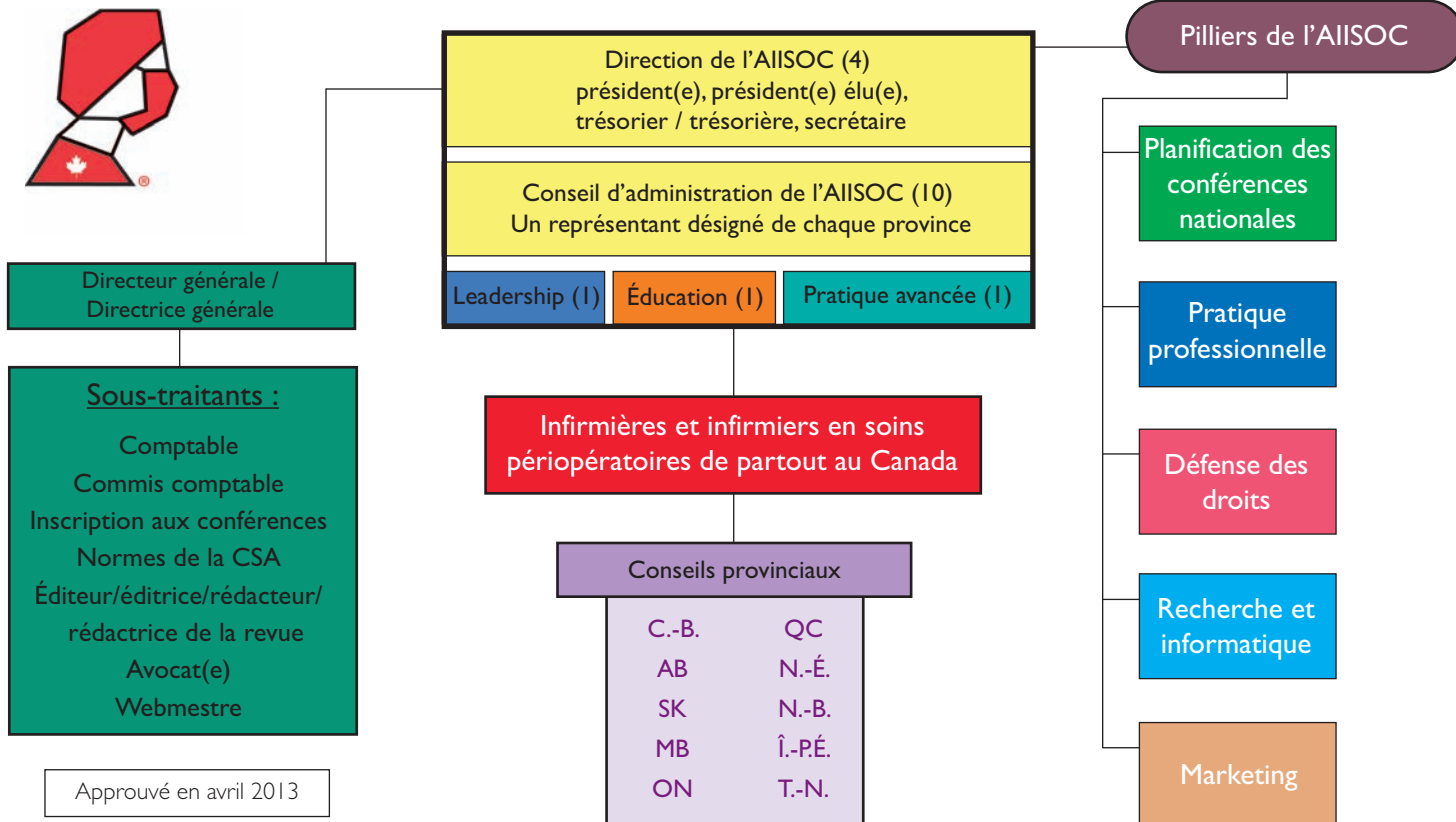 Pilliers de l'AIISOC
Direction de l'AIISOC (4)
président(e), président(e) élu(e),
trésorier / trésorière, secrétaire
Conseil d'administration de l'AIISOC (10)
Un représentant désigné de chaque province
Leadership (1)
Éducation (1)
Pratique avancée (1)
Directeur générale /
Directrice générale
Sous-traitants :
Comptable
Commis comptable
Inscription aux conférences
Normes de la CSA
Éditeur/éditrice/rédacteur/
rédactrice de la revue
Avocat(e)
Webmestre
Approuvé en avril 2013
Infirmières et infirmiers en soins
périopératoires de partout au Canada
Conseils provinciaux
C.-B.
AB
SK
MB
ON
QC
N.-É.
N.-B.
Î.-P.É.
T.-N.
Planification des
conférences
nationales
Pratique
professionnelle
Défense des
droits
Recherche et
informatique
Marketing
®